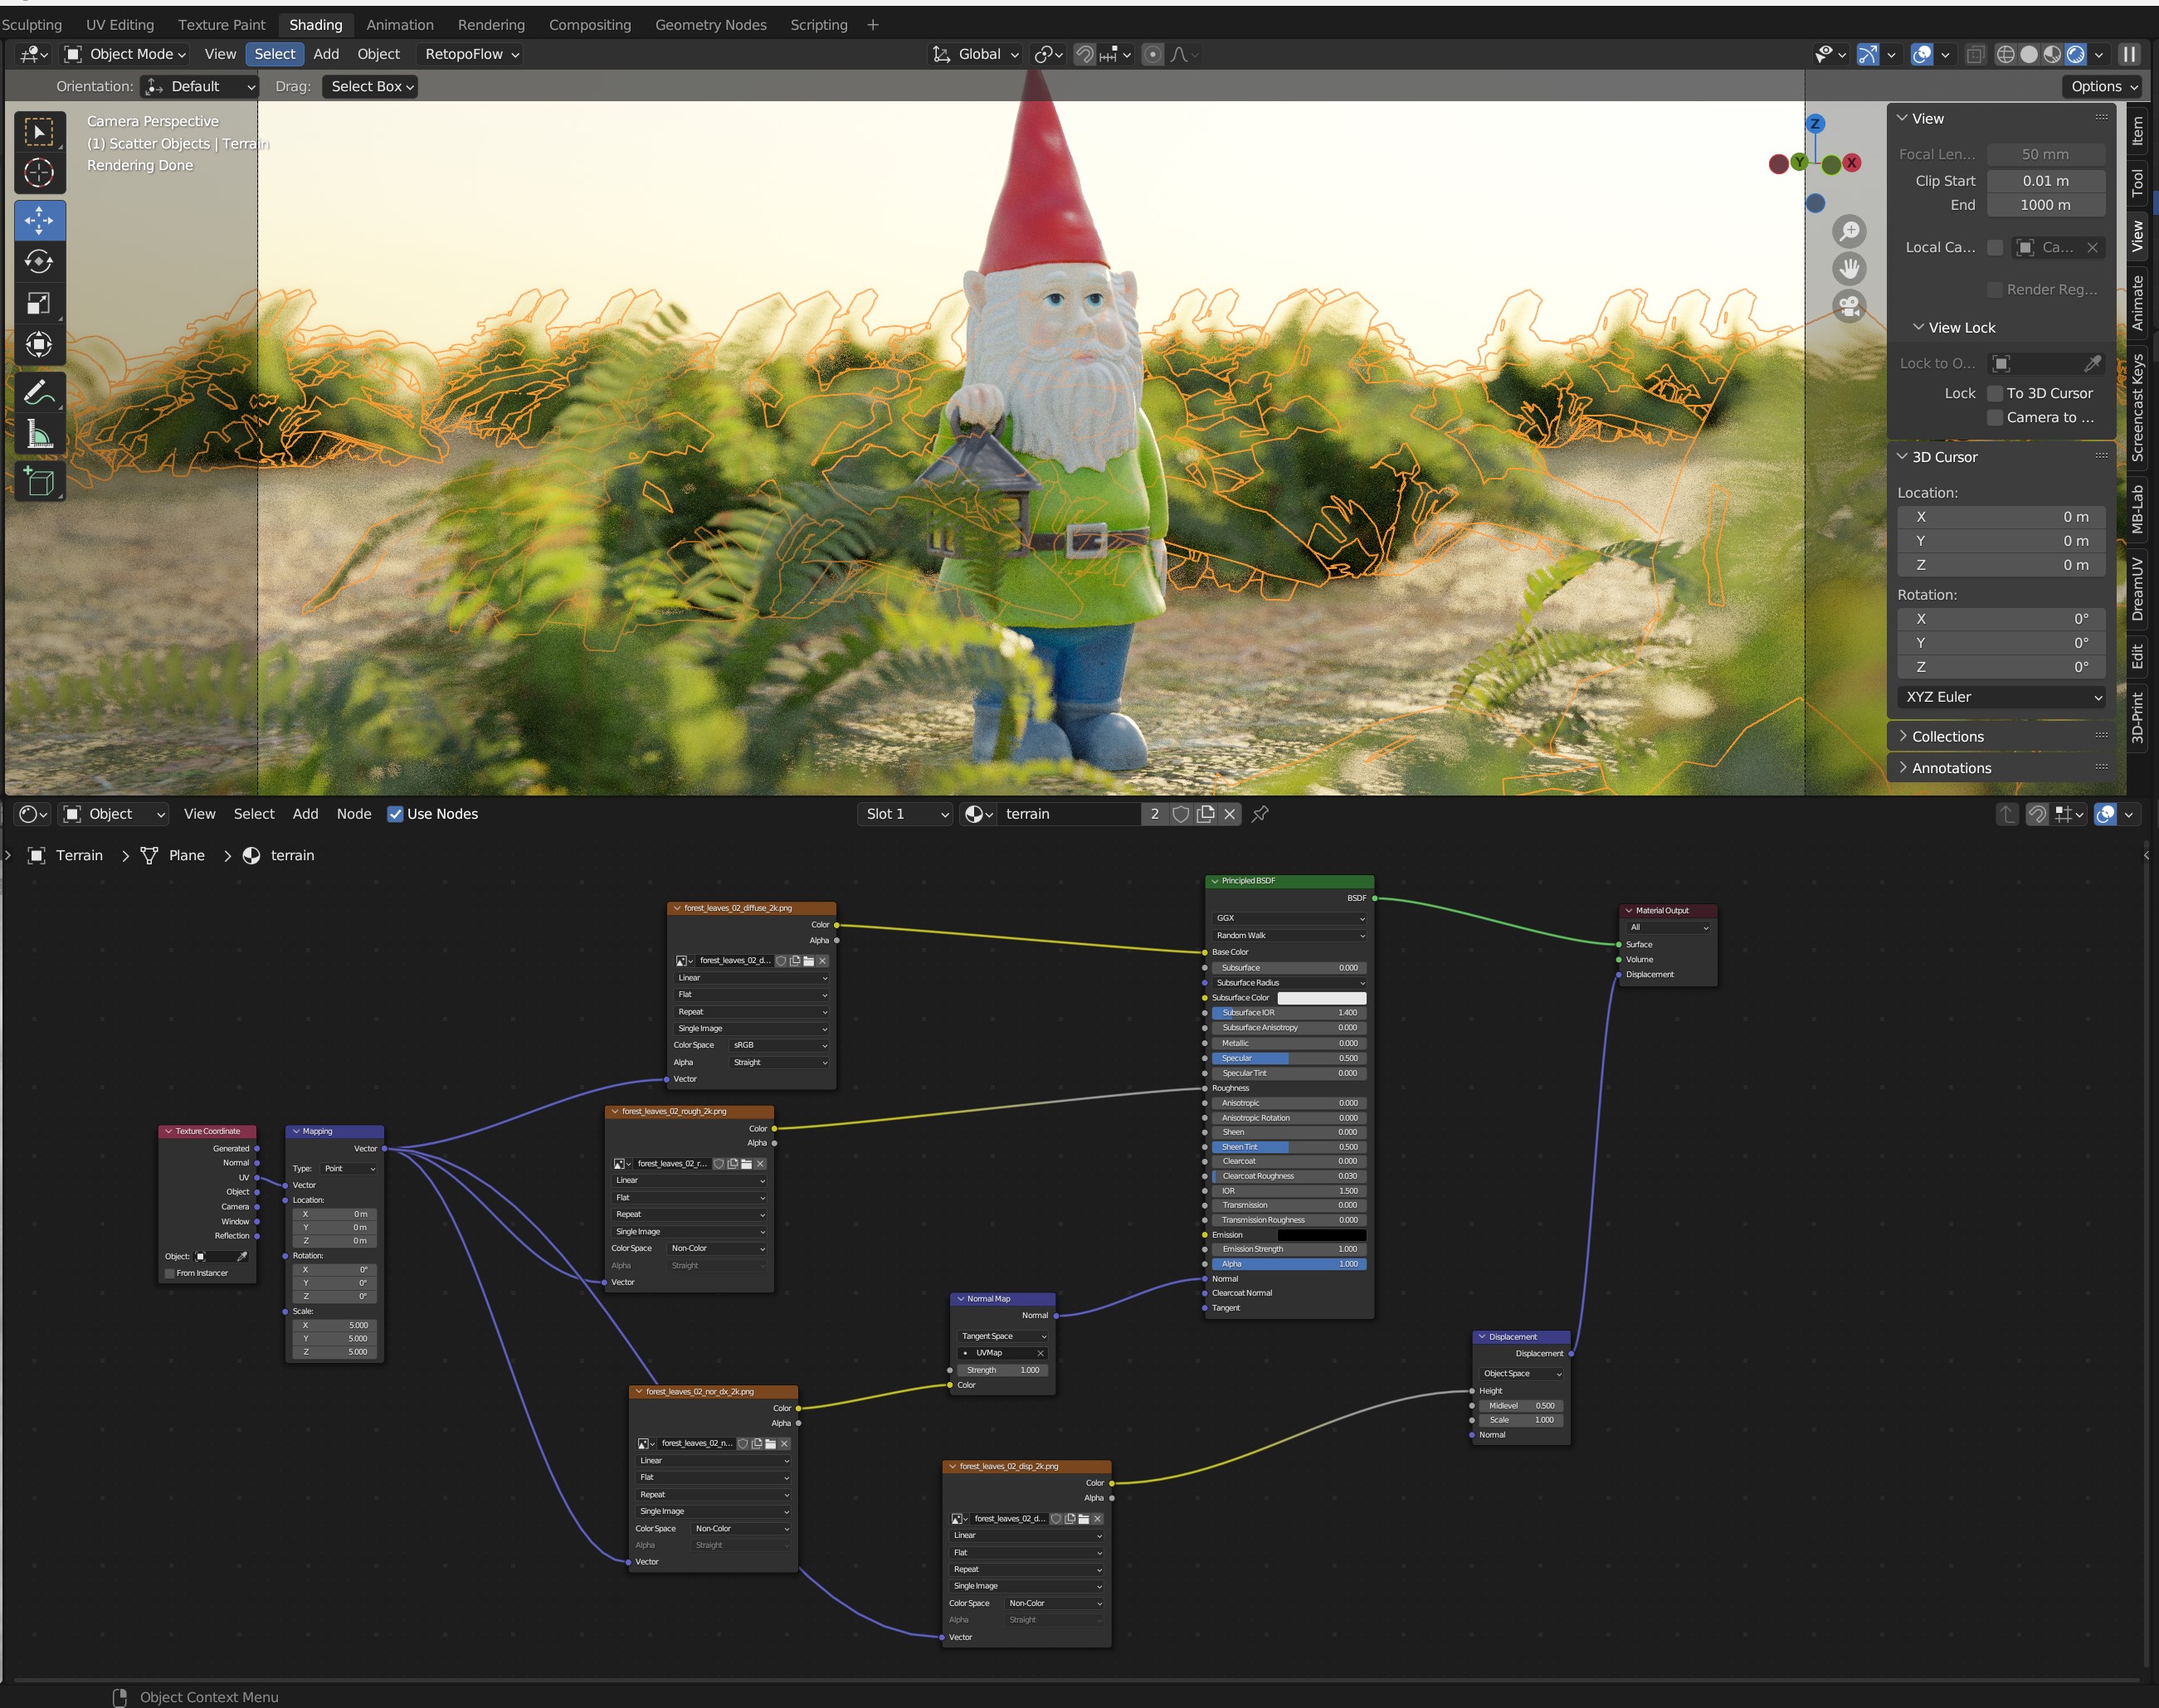 Sculpting UV Editing Texture Paint Shading Animation Rendering Compositing Geometry Nodes Scripting +
Object Mode View Select Add Object RetopoFlow Global
Orientation: Default Drag: Select Box Options
Camera Perspective
(1) Scatter Objects | Terrain
Rendering Done
Z
Y
X
View
Focal Len... 50 mm
Clip Start 0.01 m
End 1000 m
Local Ca... Ca...
Render Reg...
View Lock
Lock to O...
Lock To 3D Cursor
Camera to ...
3D Cursor
Location:
X 0 m
Y 0 m
Z 0 m
Rotation:
X 0°
Y 0°
Z 0°
XYZ Euler
Collections
Annotations
Item
Tool
View
Animate
Screencast Keys
MB-Lab
DreamUV
Edit
3D-Print
Object View Select Add Node Use Nodes Slot 1 terrain 2
Terrain > Plane > terrain
Texture Coordinate
Generated
Normal
UV
Object
Camera
Window
Reflection
Object:
From Instancer
Mapping
Vector
Type: Point
Vector
Location:
X 0 m
Y 0 m
Z 0 m
Rotation:
X 0°
Y 0°
Z 0°
Scale:
X 5.000
Y 5.000
Z 5.000
forest_leaves_02_diffuse_2k.png
Color
Alpha
forest_leaves_02_d...
Linear
Flat
Repeat
Single Image
Color Space sRGB
Alpha Straight
Vector
forest_leaves_02_rough_2k.png
Color
Alpha
forest_leaves_02_r...
Linear
Flat
Repeat
Single Image
Color Space Non-Color
Alpha Straight
Vector
forest_leaves_02_nor_dx_2k.png
Color
Alpha
forest_leaves_02_n...
Linear
Flat
Repeat
Single Image
Color Space Non-Color
Alpha Straight
Vector
Normal Map
Normal
Tangent Space
UVMap
Strength 1.000
Color
forest_leaves_02_disp_2k.png
Color
Alpha
forest_leaves_02_d...
Linear
Flat
Repeat
Single Image
Color Space Non-Color
Alpha Straight
Vector
Principled BSDF
BSDF
GGX
Random Walk
Base Color
Subsurface 0.000
Subsurface Radius
Subsurface Color
Subsurface IOR 1.400
Subsurface Anisotropy 0.000
Metallic 0.000
Specular 0.500
Specular Tint 0.000
Roughness
Anisotropic 0.000
Anisotropic Rotation 0.000
Sheen 0.000
Sheen Tint 0.500
Clearcoat 0.000
Clearcoat Roughness 0.030
IOR 1.500
Transmission 0.000
Transmission Roughness 0.000
Emission
Emission Strength 1.000
Alpha 1.000
Normal
Clearcoat Normal
Tangent
Displacement
Displacement
Object Space
Height
Midlevel 0.500
Scale 1.000
Normal
Material Output
All
Surface
Volume
Displacement
Object Context Menu